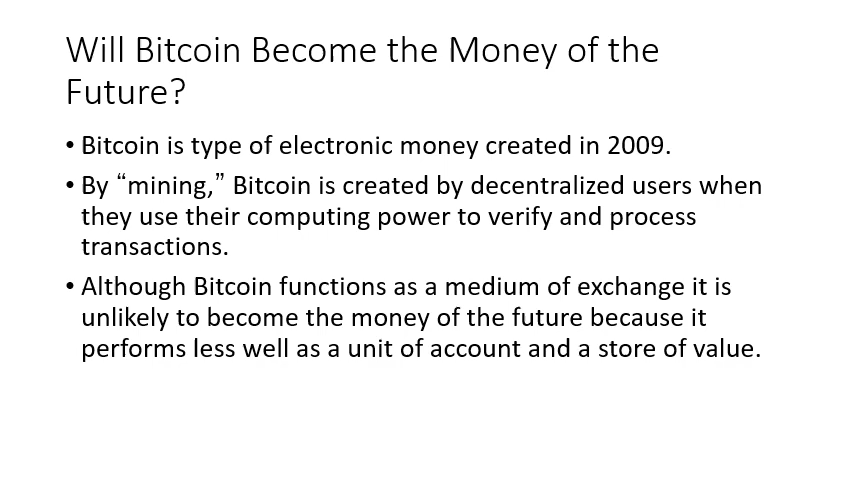 Will Bitcoin Become the Money of the
Future?
• Bitcoin is type of electronic money created in 2009.
• By “mining,” Bitcoin is created by decentralized users when
they use their computing power to verify and process
transactions.
• Although Bitcoin functions as a medium of exchange it is
unlikely to become the money of the future because it
performs less well as a unit of account and a store of value.